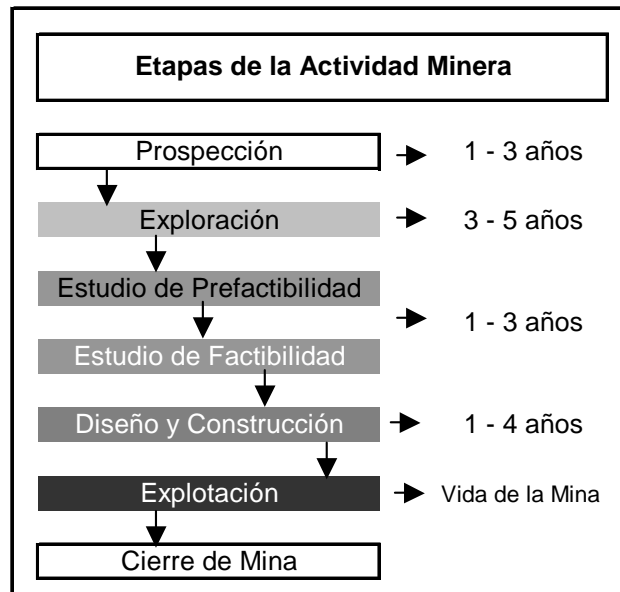 Etapas de la Actividad Minera
Prospección
1 - 3 años
Exploración
3 - 5 años
Estudio de Prefactibilidad
1 - 3 años
Estudio de Factibilidad
Diseño y Construcción
1 - 4 años
Explotación
Vida de la Mina
Cierre de Mina